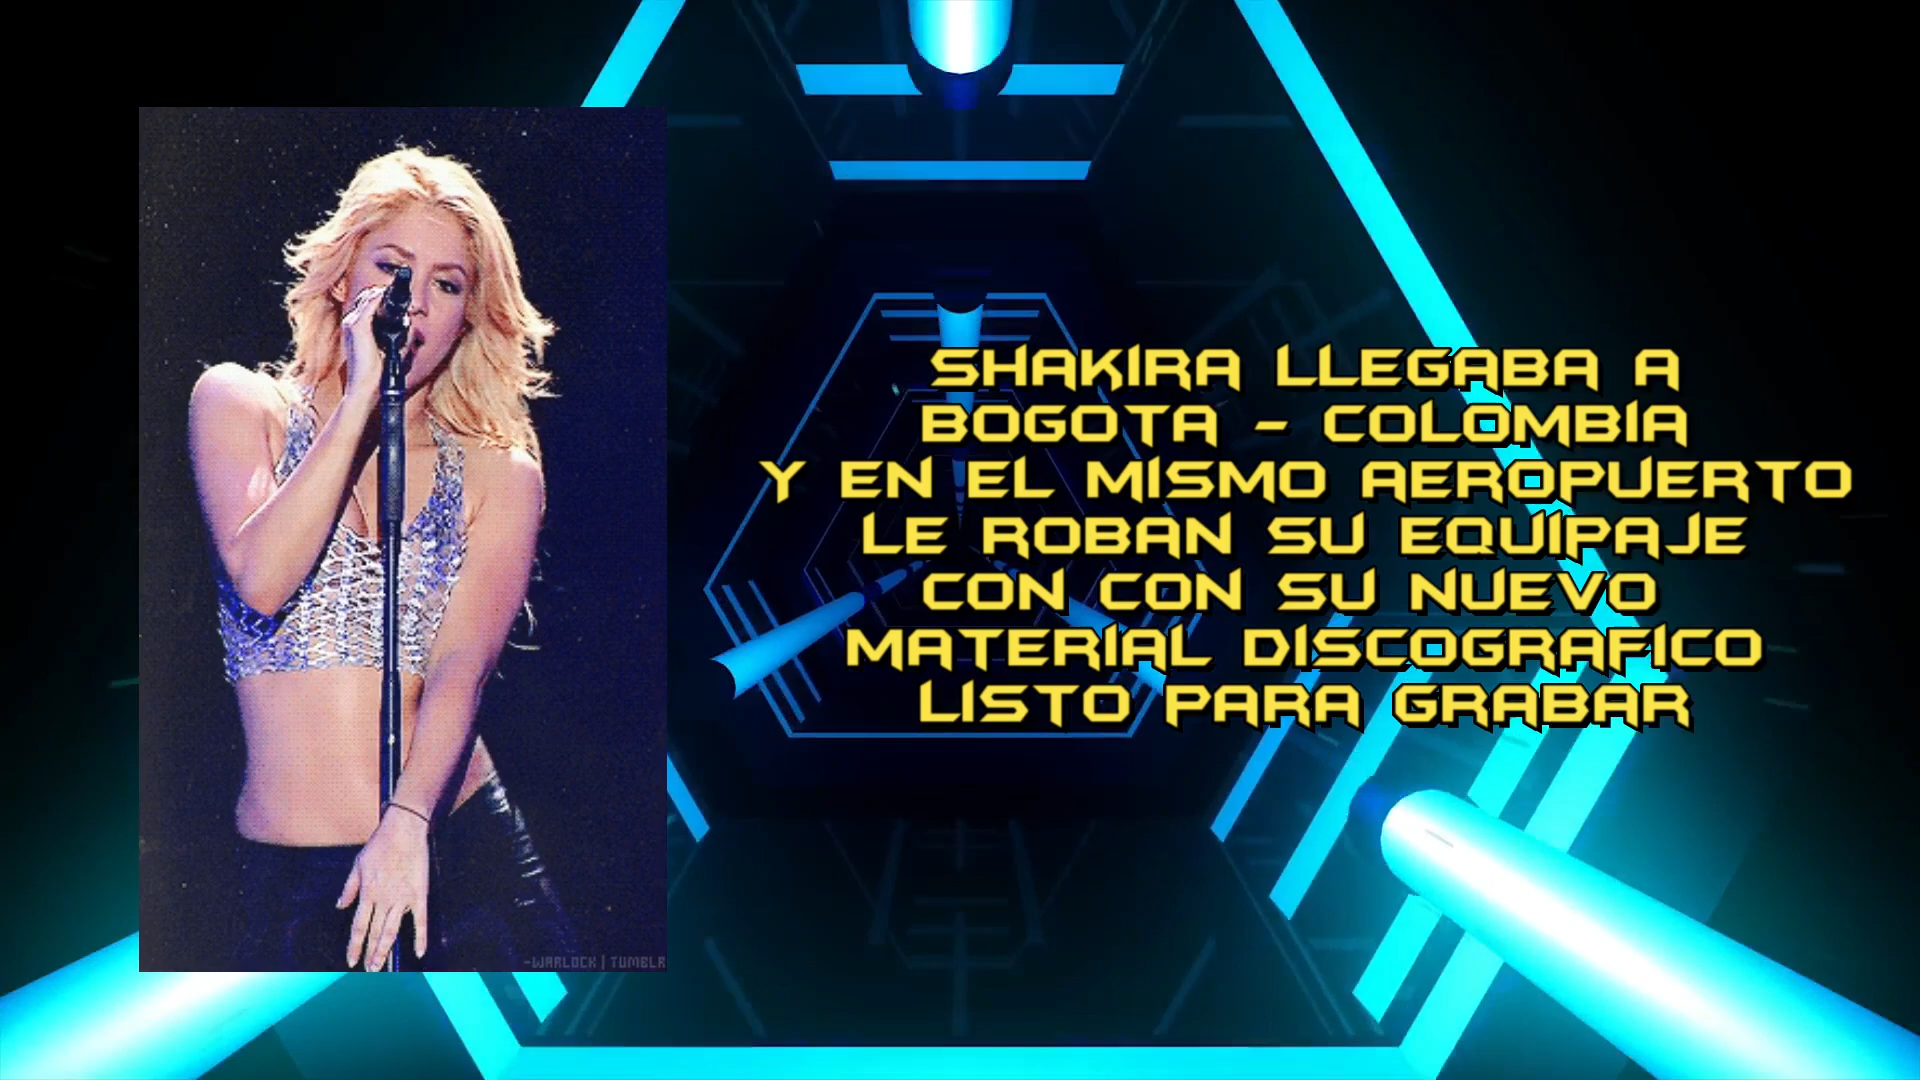 SHAKIRA LLEGABA A
BOGOTA - COLOMBIA
Y EN EL MISMO AEROPUERTO
LE ROBAN SU EQUIPAJE
CON CON SU NUEVO
MATERIAL DISCOGRAFICO
LISTO PARA GRABAR
-WARLOCK | TUMBLR